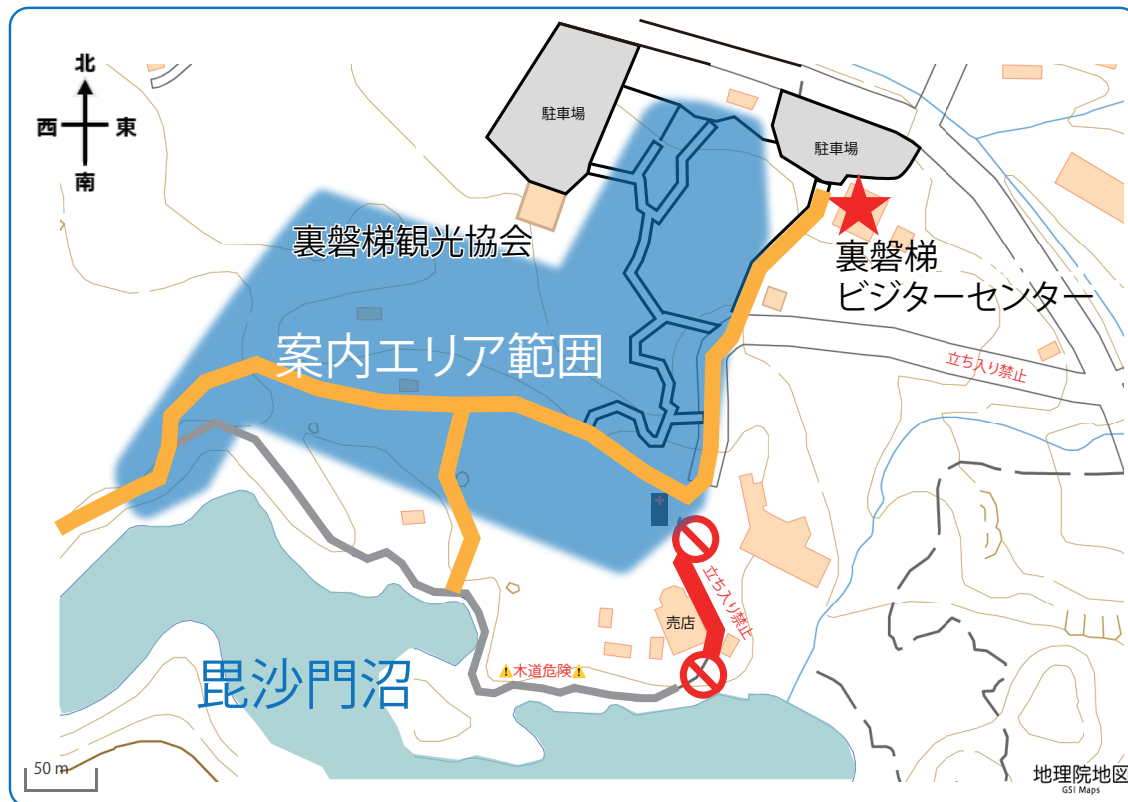 北
西
東
南
駐車場
駐車場
裏磐梯観光協会
裏磐梯
ビジターセンター
案内エリア範囲
立ち入り禁止
立ち入り禁止
売店
木道危険
毘沙門沼
50 m
地理院地図
GSI Maps